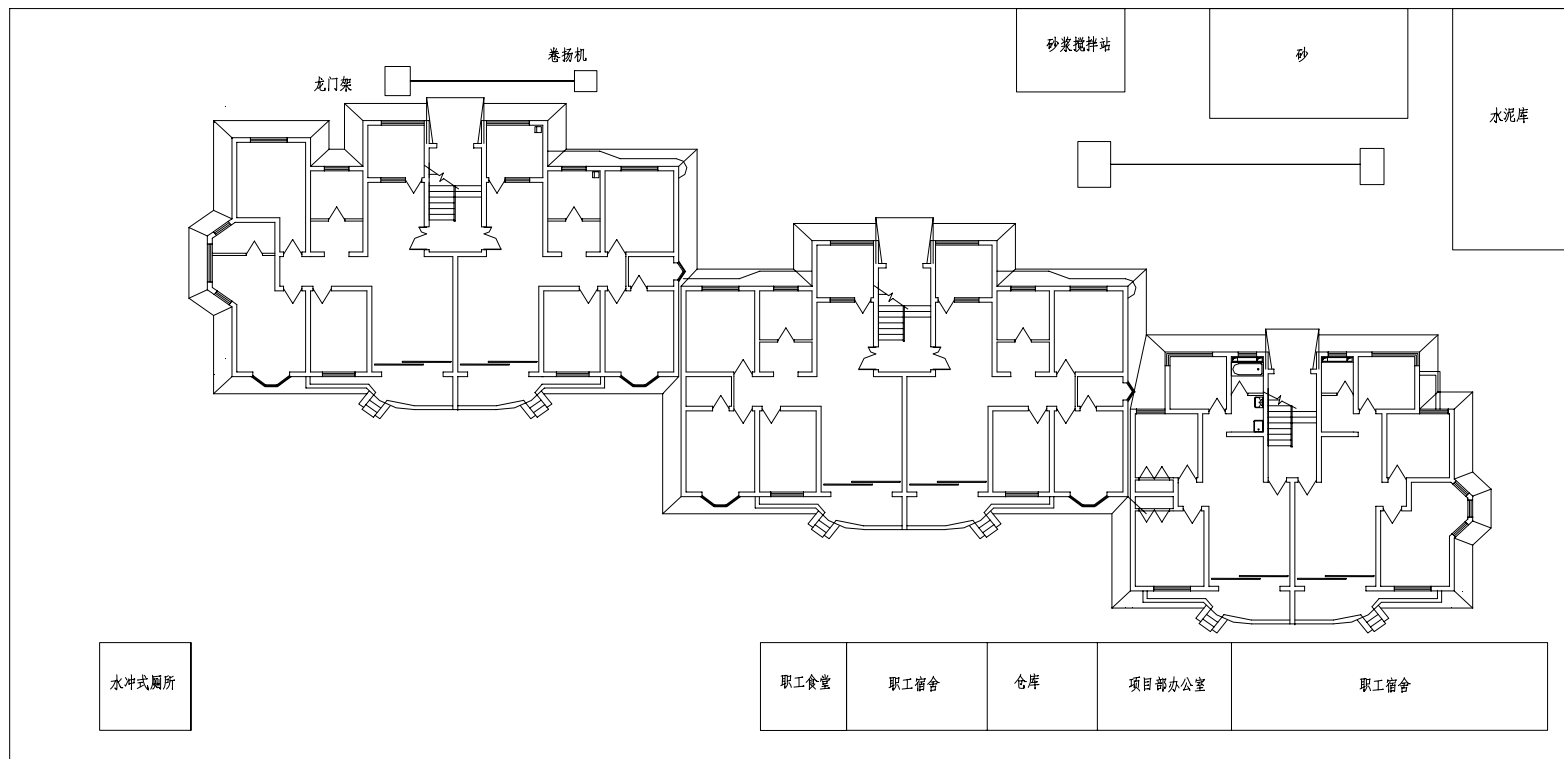 砂浆搅拌站
砂
卷扬机
龙门架
水泥库
水冲式厕所
职工食堂
职工宿舍
仓库
项目部办公室
职工宿舍